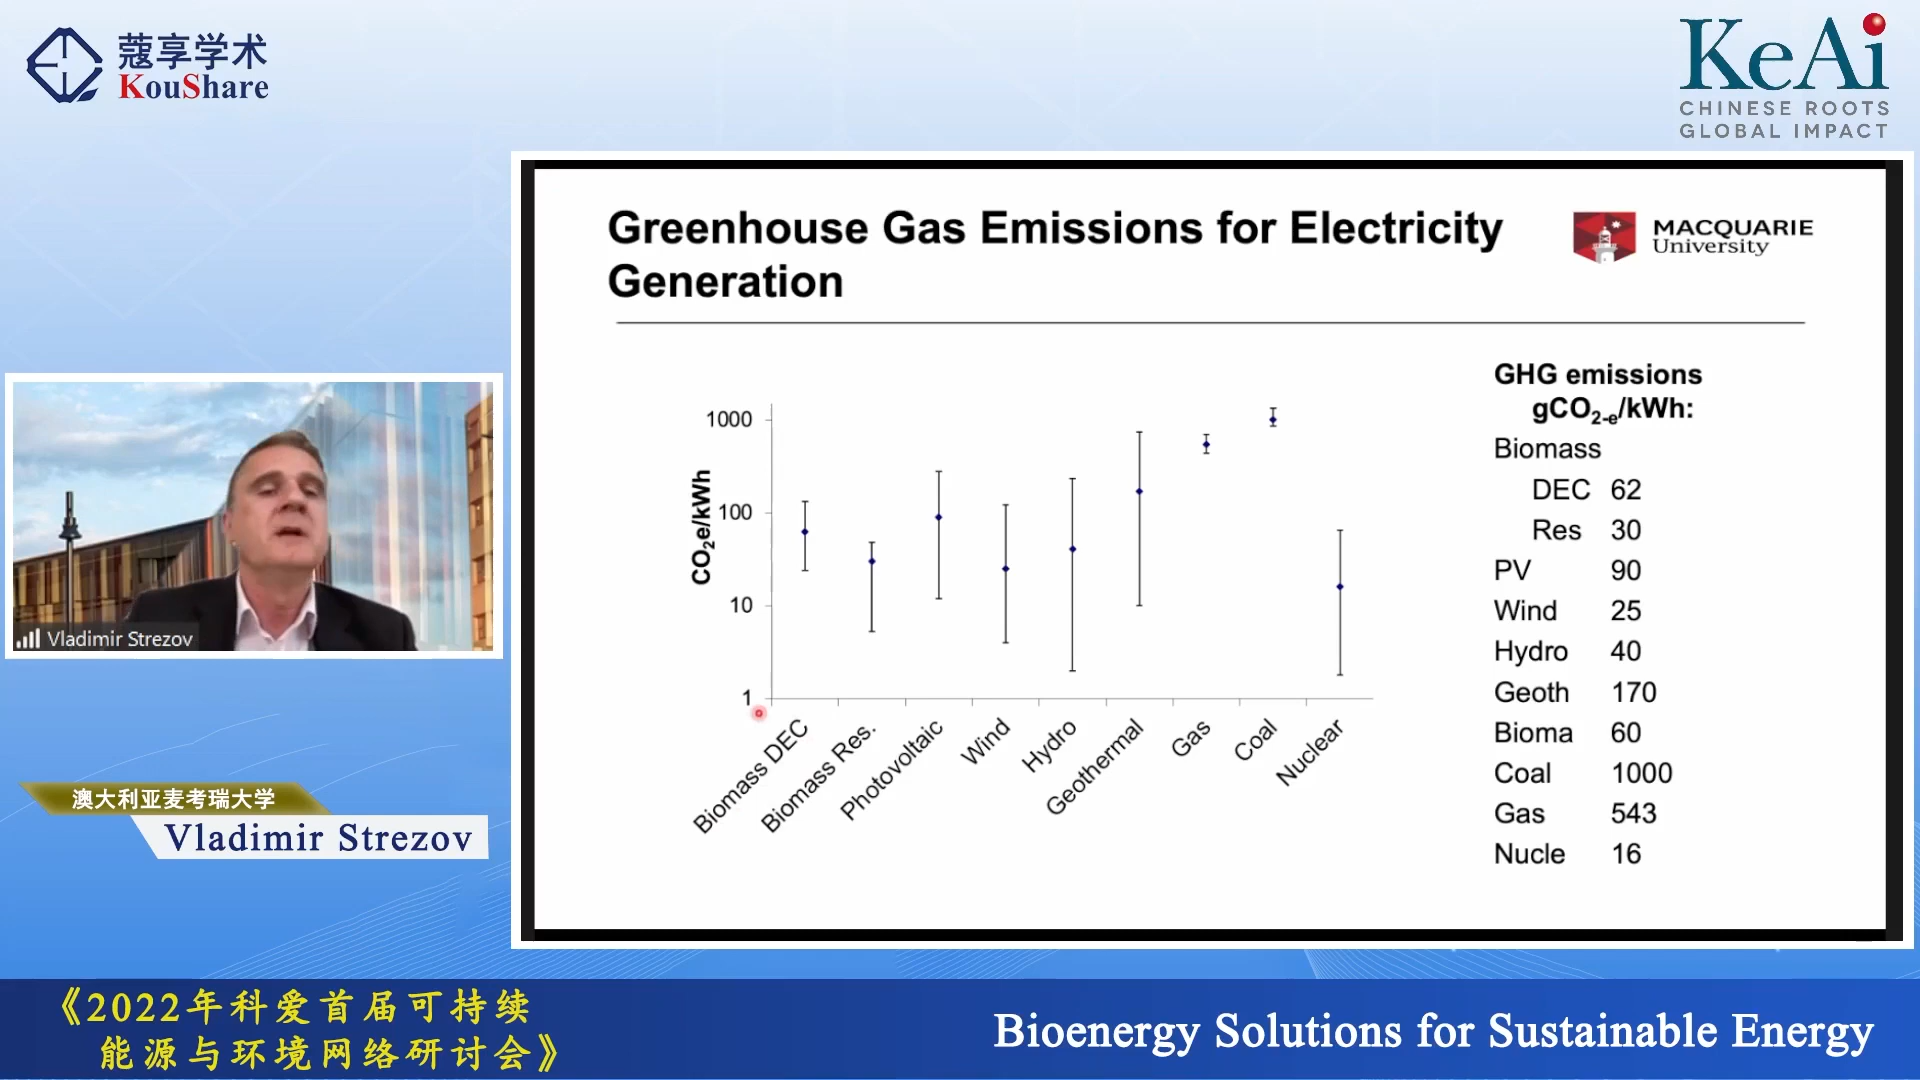 蔻享学术
KouShare
KeAi
CHINESE ROOTS
GLOBAL IMPACT
Greenhouse Gas Emissions for Electricity
Generation
MACQUARIE
University
1000
100
10
1
CO2e/kWh
Biomass DEC
Biomass Res.
Photovoltaic
Wind
Hydro
Geothermal
Gas
Coal
Nuclear
GHG emissions
gCO2-e/kWh:
Biomass
DEC 62
Res 30
PV 90
Wind 25
Hydro 40
Geoth 170
Bioma 60
Coal 1000
Gas 543
Nucle 16
Vladimir Strezov
澳大利亚麦考瑞大学
Vladimir Strezov
《2022年科爱首届可持续
能源与环境网络研讨会》
Bioenergy Solutions for Sustainable Energy